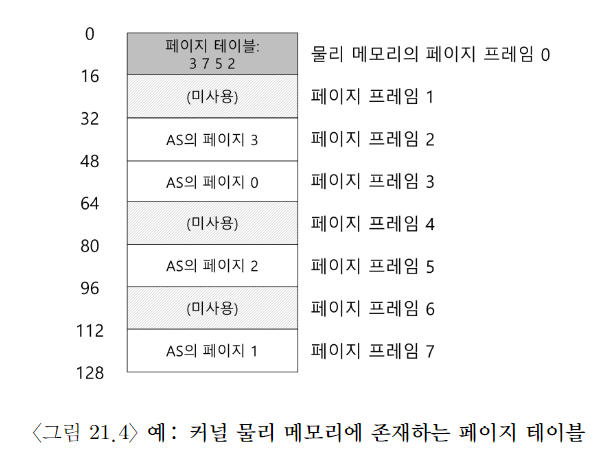 0
페이지 테이블:
3 7 5 2
물리 메모리의 페이지 프레임 0
16
(미사용)
페이지 프레임 1
32
AS의 페이지 3
페이지 프레임 2
48
AS의 페이지 0
페이지 프레임 3
64
(미사용)
페이지 프레임 4
80
AS의 페이지 2
페이지 프레임 5
96
(미사용)
페이지 프레임 6
112
AS의 페이지 1
페이지 프레임 7
128
〈그림 21.4〉 예: 커널 물리 메모리에 존재하는 페이지 테이블